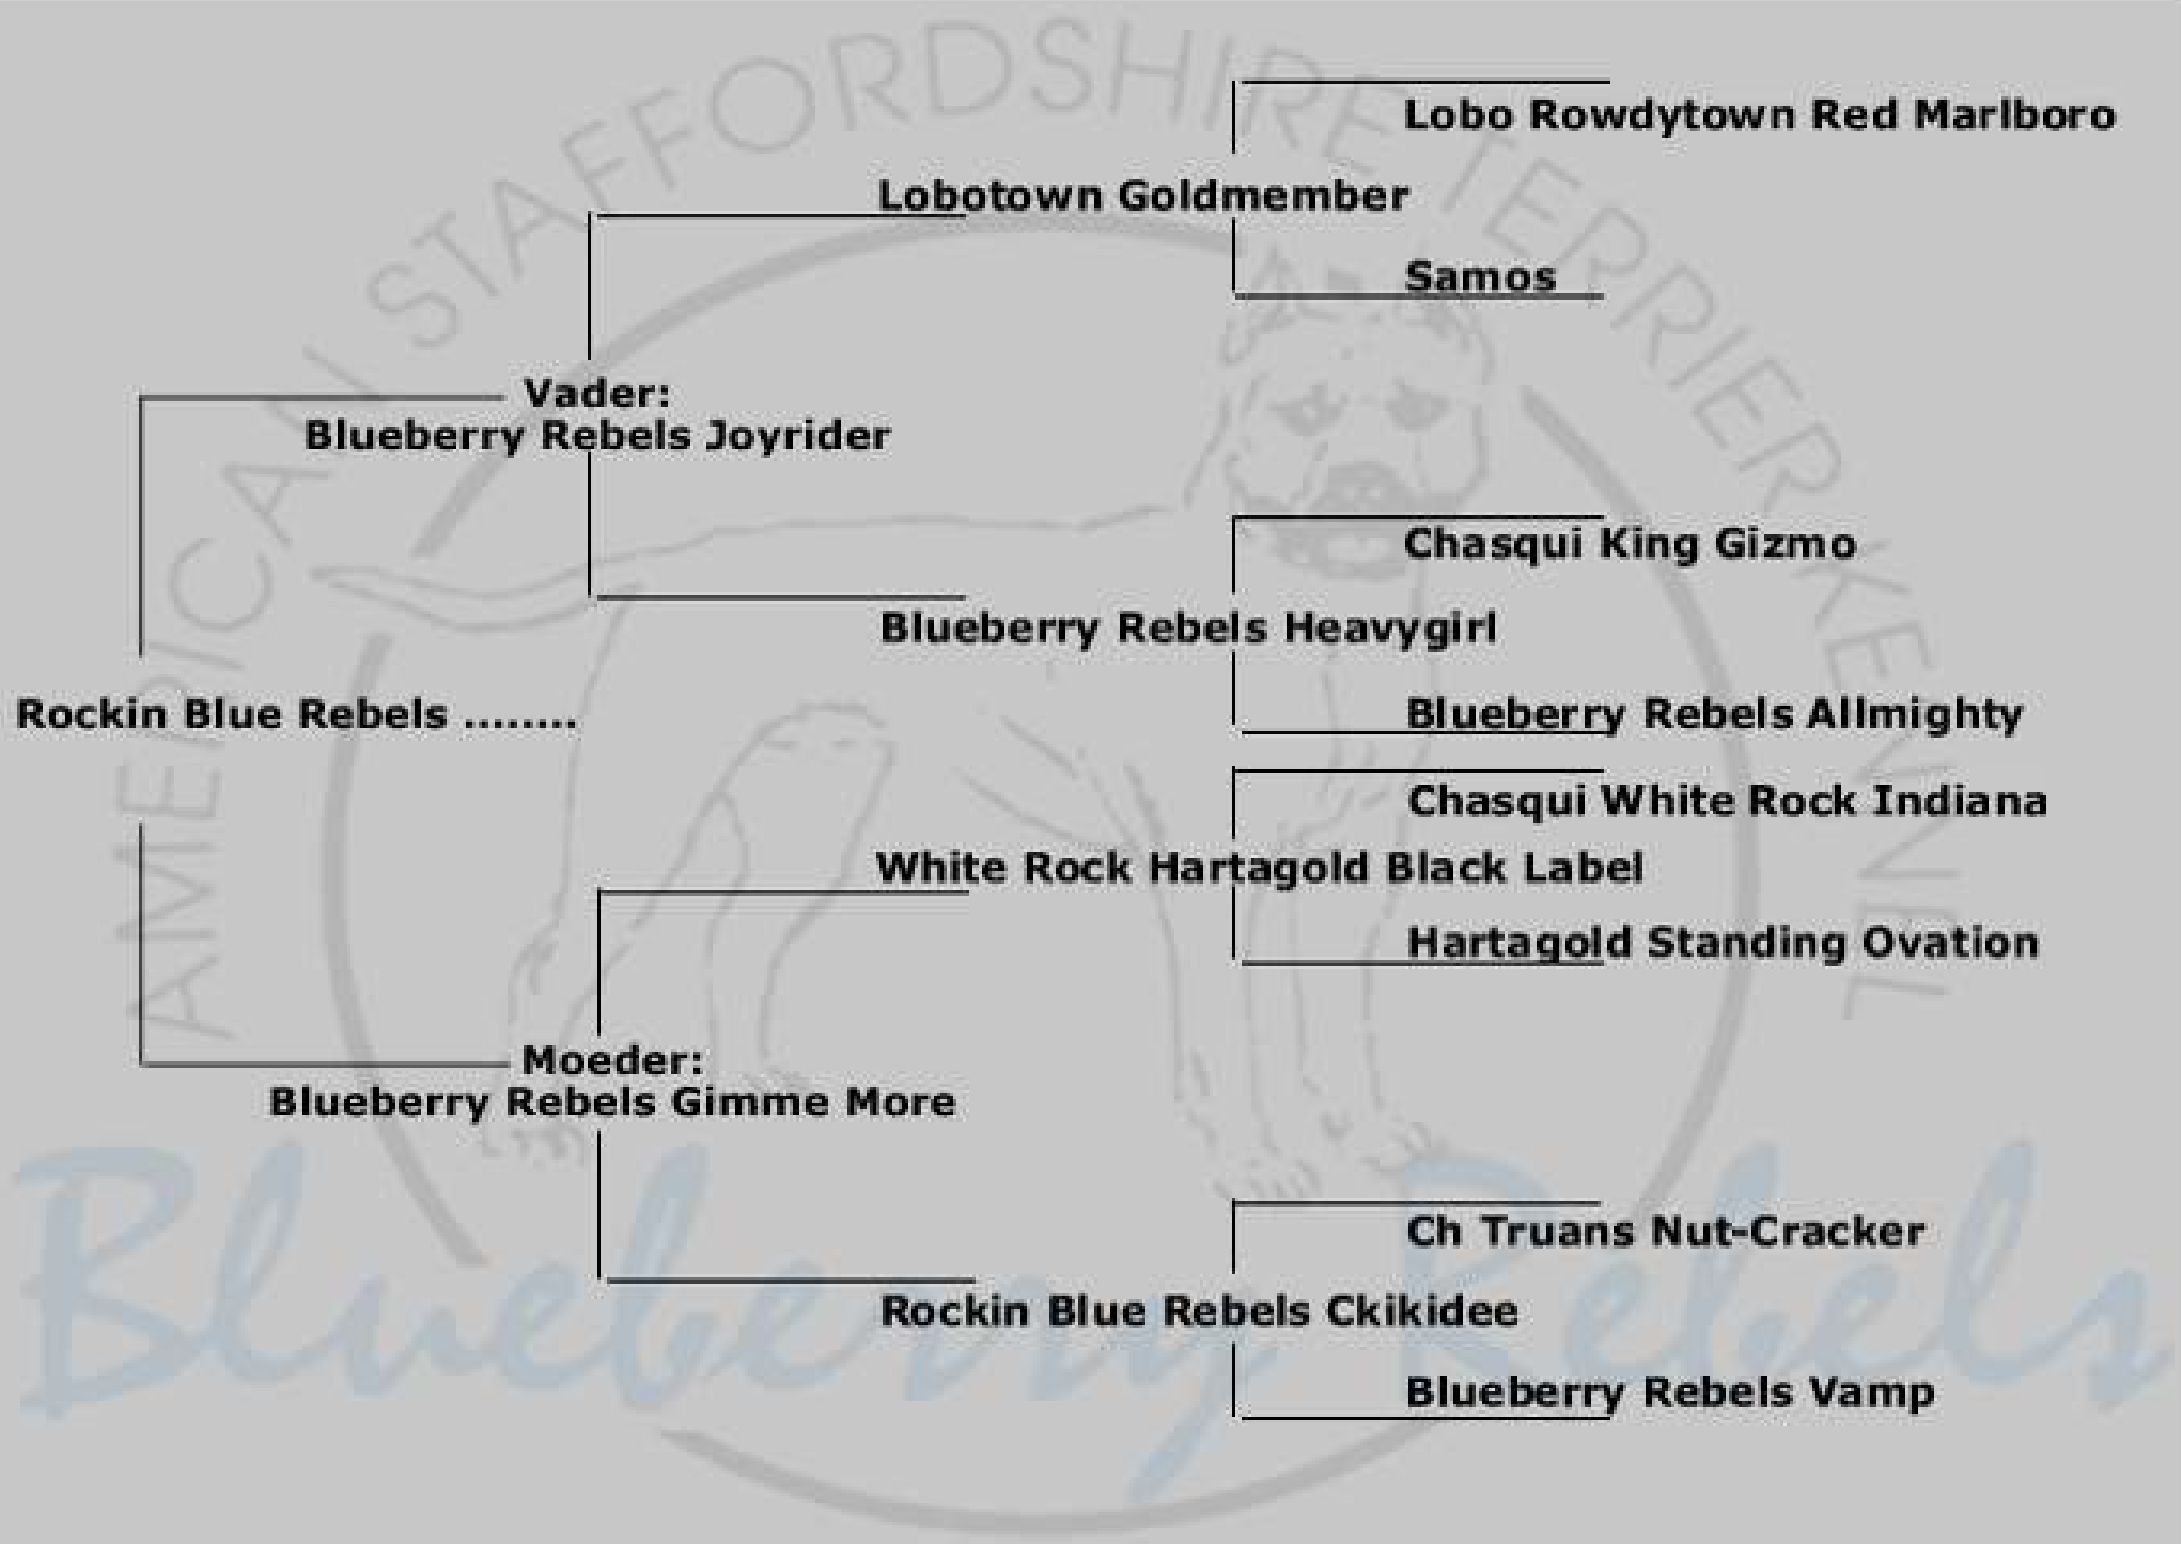 AMERICAN STAFFORDSHIRE TERRIER KENNEL
Lobo Rowdytown Red Marlboro
Lobotown Goldmember
Samos
Vader:
Blueberry Rebels Joyrider
Chasqui King Gizmo
Blueberry Rebels Heavygirl
Rockin Blue Rebels ........
Blueberry Rebels Allmighty
Chasqui White Rock Indiana
White Rock Hartagold Black Label
Hartagold Standing Ovation
Moeder:
Blueberry Rebels Gimme More
Ch Truans Nut-Cracker
Rockin Blue Rebels Ckikidee
Blueberry Rebels Vamp
Blueberry Rebels